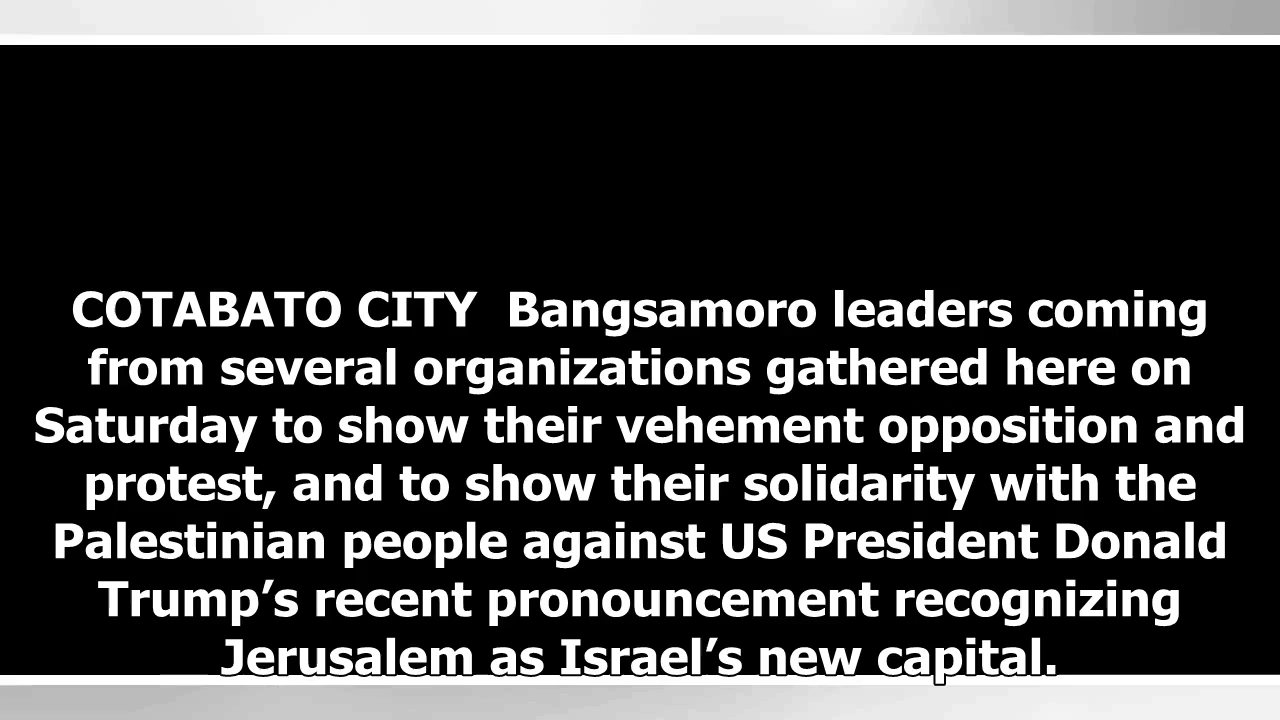 COTABATO CITY  Bangsamoro leaders coming
from several organizations gathered here on
Saturday to show their vehement opposition and
protest, and to show their solidarity with the
Palestinian people against US President Donald
Trump’s recent pronouncement recognizing
Jerusalem as Israel’s new capital.